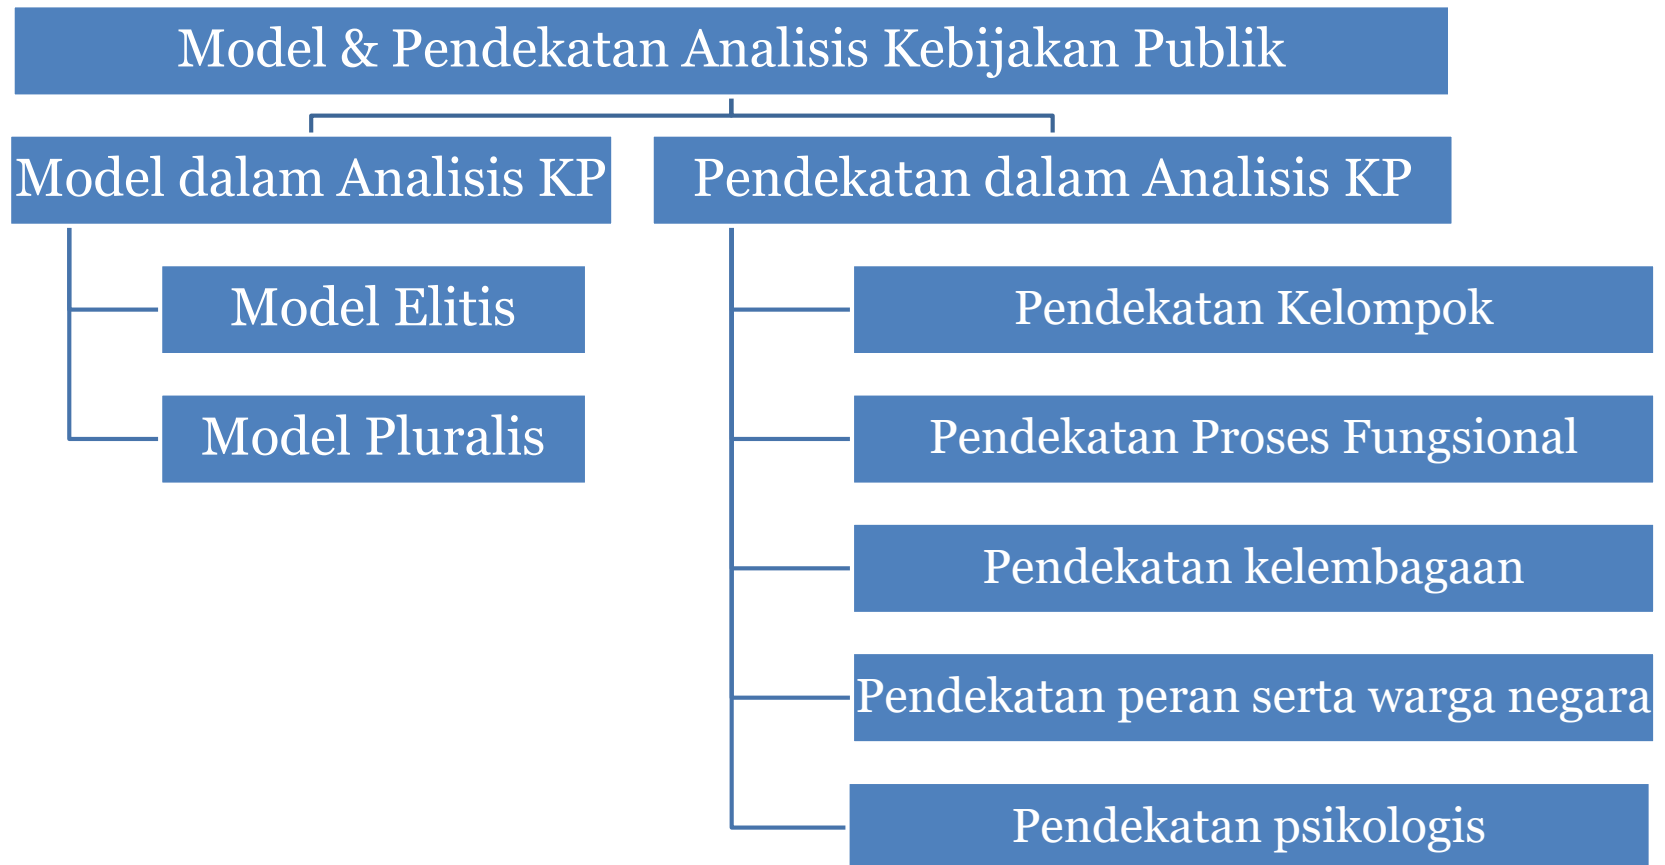 Model & Pendekatan Analisis Kebijakan Publik
Model dalam Analisis KP
Model Elitis
Model Pluralis
Pendekatan dalam Analisis KP
Pendekatan Kelompok
Pendekatan Proses Fungsional
Pendekatan kelembagaan
Pendekatan peran serta warga negara
Pendekatan psikologis